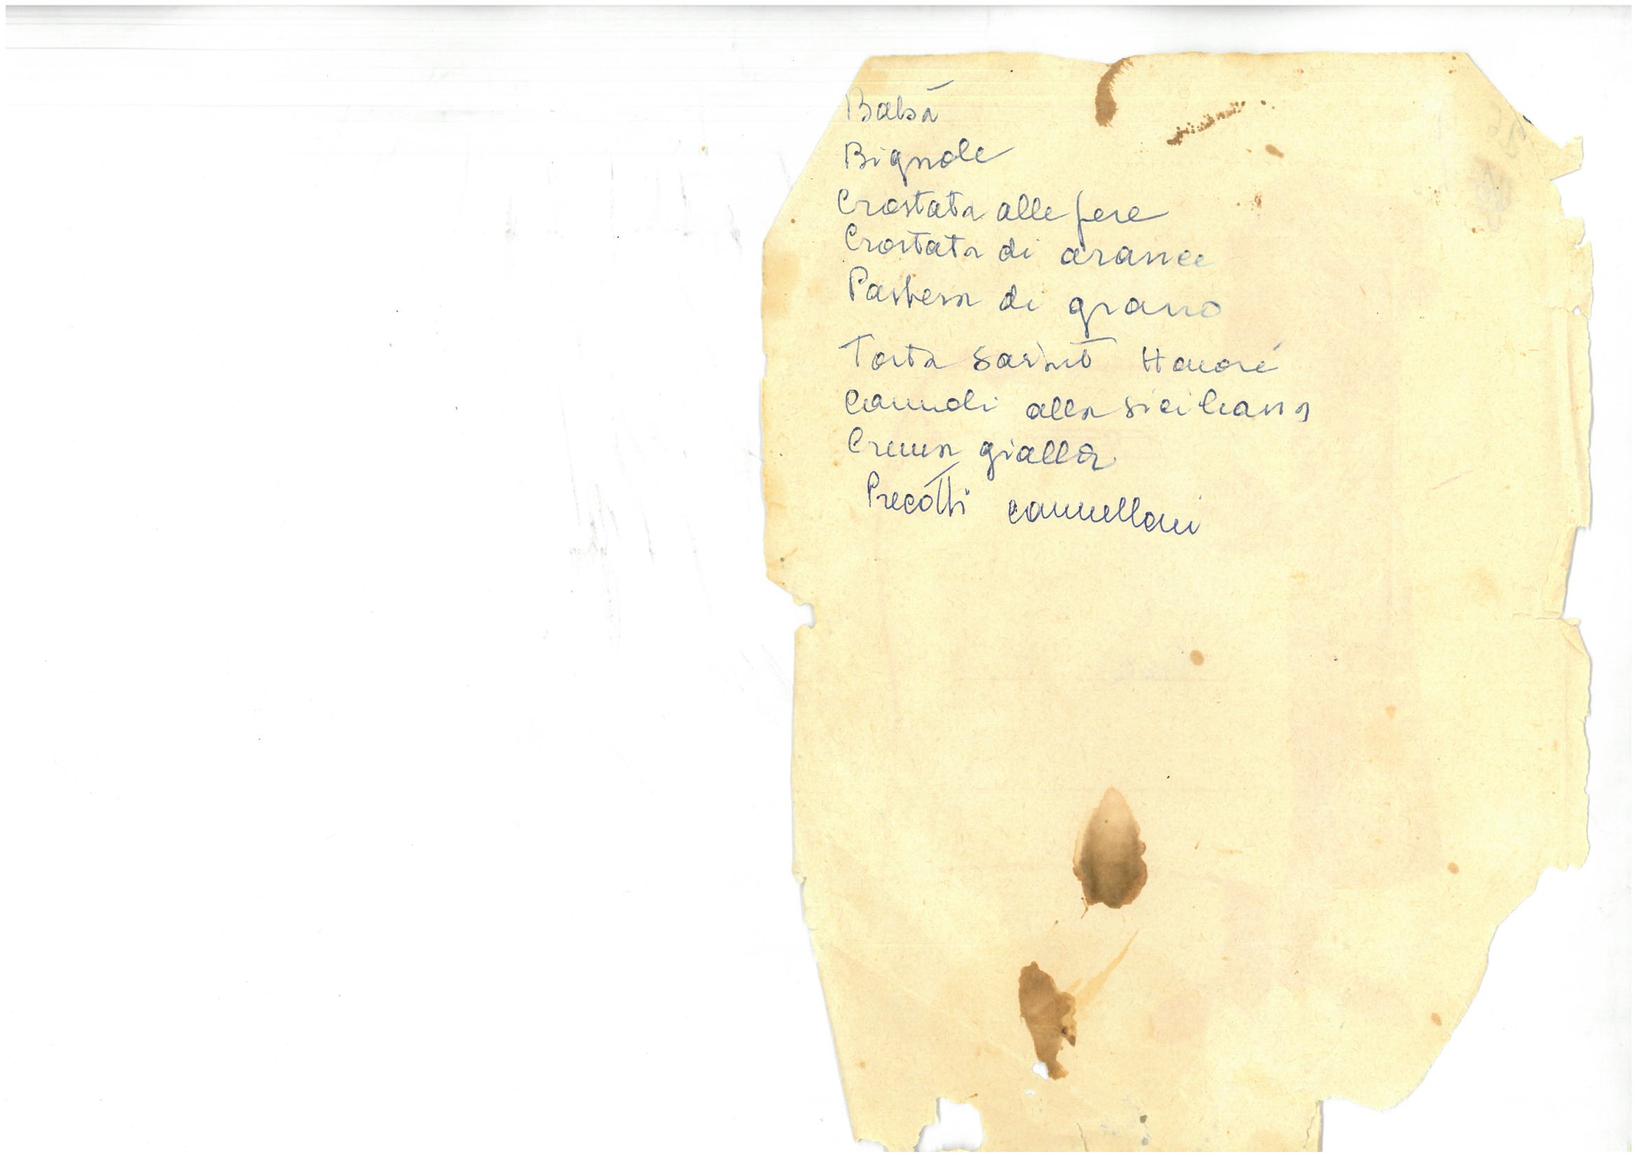 Babà
Bignole
Crostata alle pere
Crostata di arance
Pastiera di grano
Torta Saint Honoré
Cannoli alla siciliana
Crema gialla
Precotti cannelloni